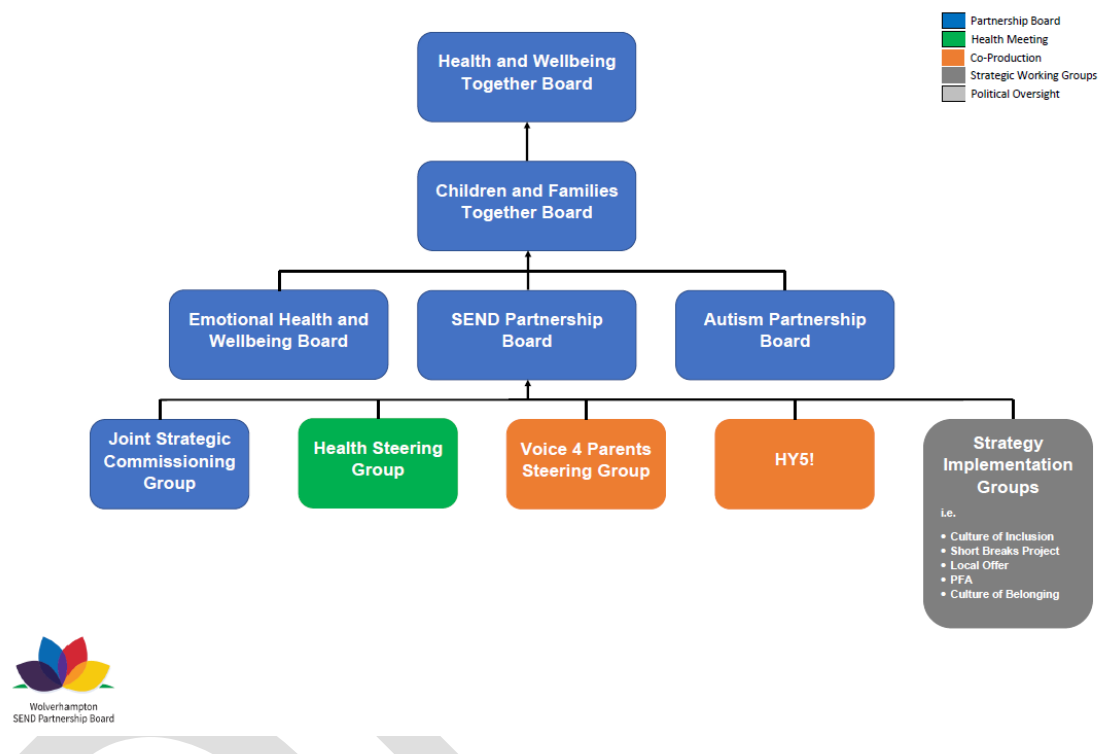 Partnership Board
Health Meeting
Co-Production
Strategic Working Groups
Political Oversight
Health and Wellbeing
Together Board
Children and Families
Together Board
Emotional Health and
Wellbeing Board
SEND Partnership
Board
Autism Partnership
Board
Joint Strategic
Commissioning
Group
Health Steering
Group
Voice 4 Parents
Steering Group
HY5!
Strategy
Implementation
Groups
i.e.
• Culture of Inclusion
• Short Breaks Project
• Local Offer
• PFA
• Culture of Belonging
Wolverhampton
SEND Partnership Board